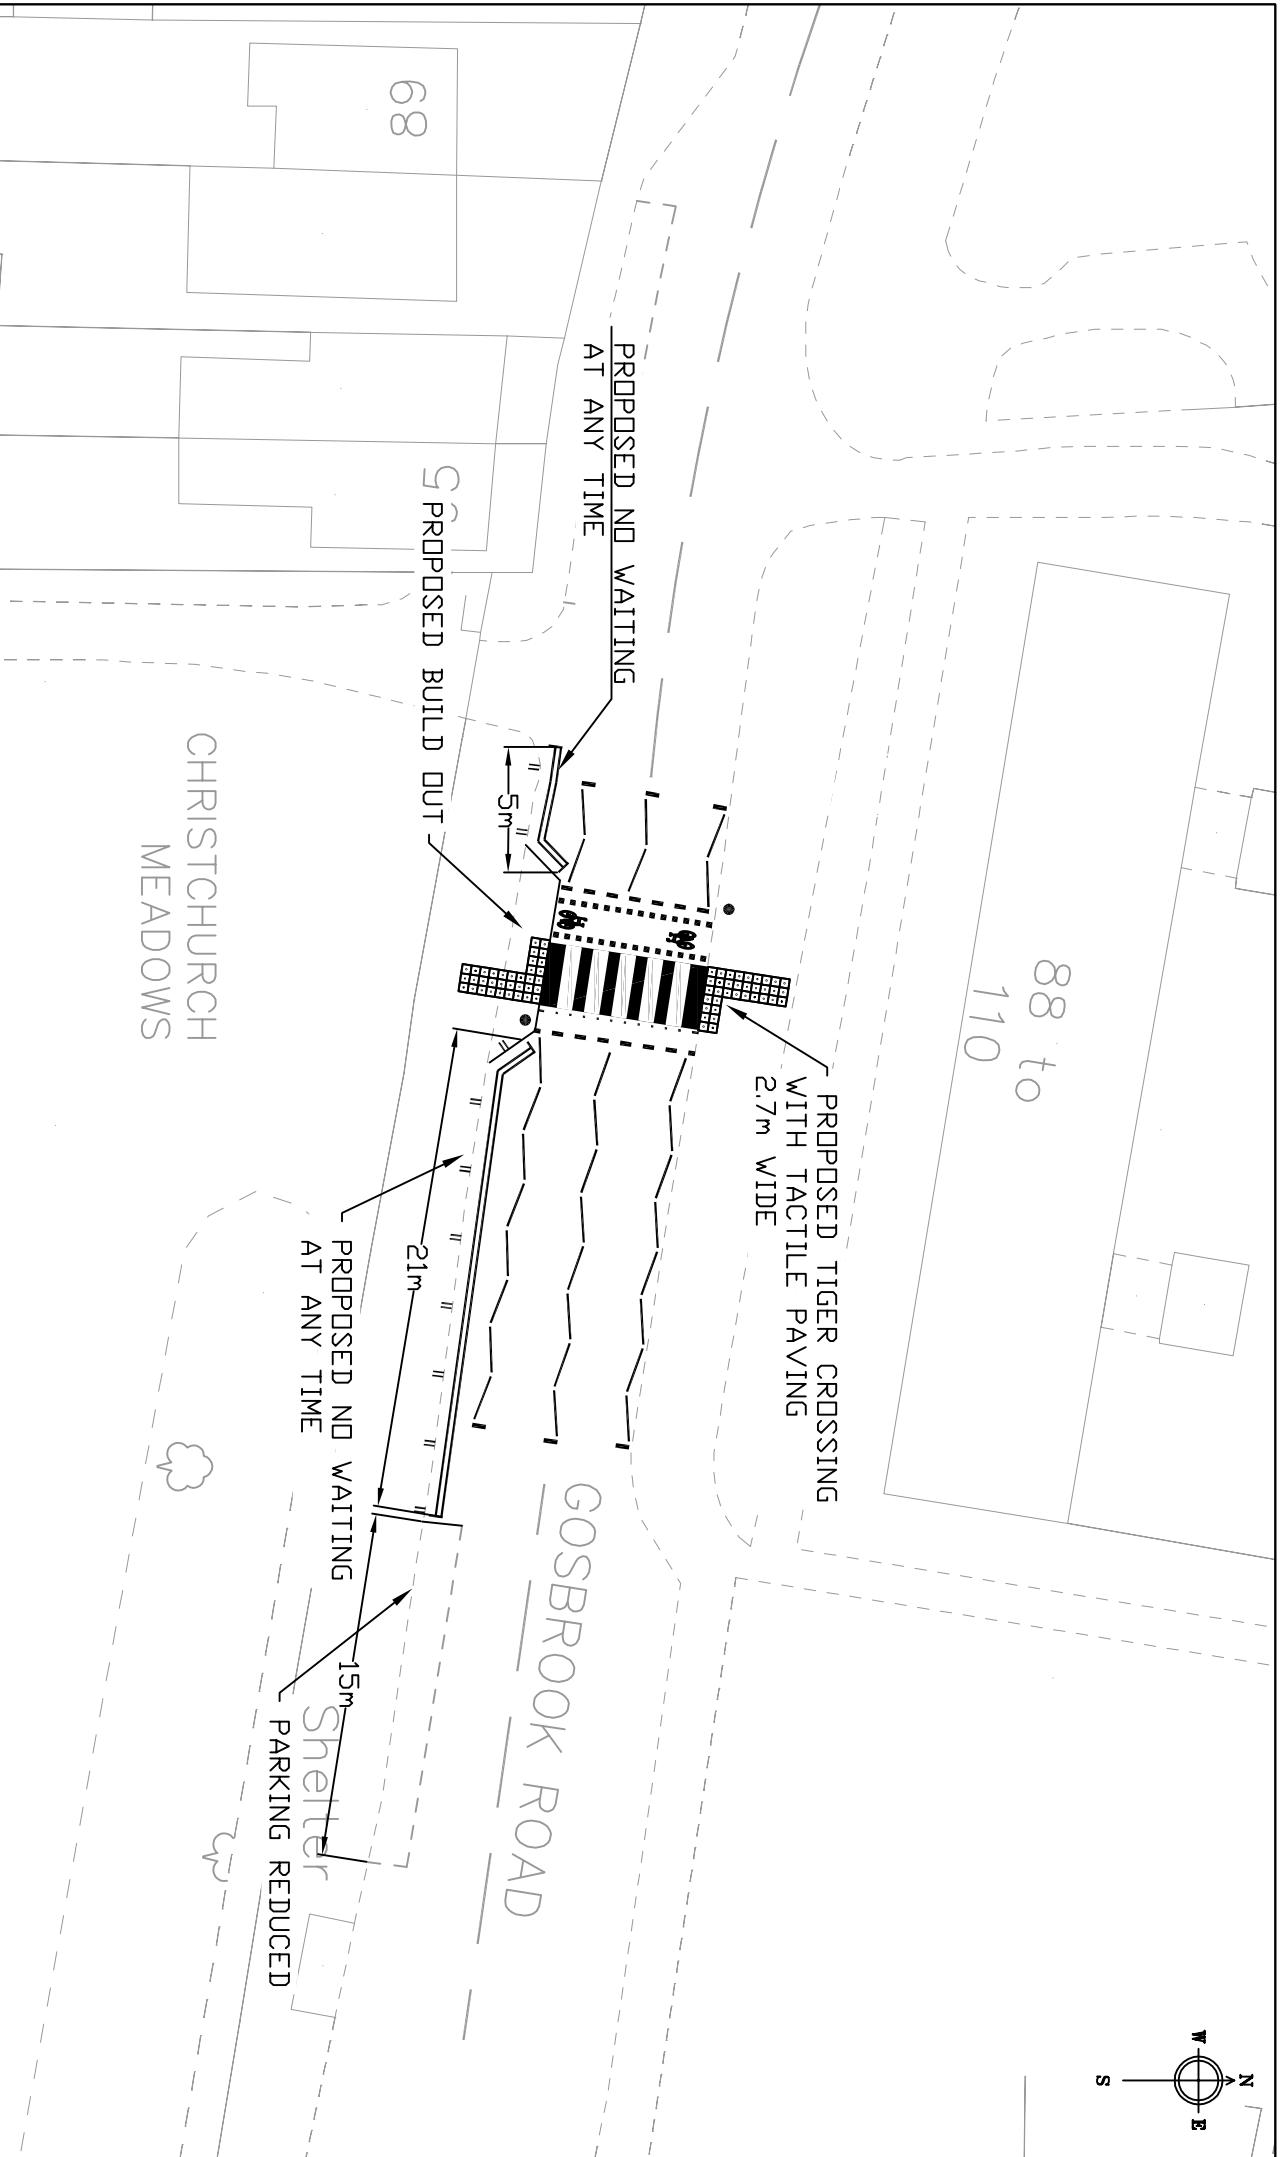 N
W
E
S
88 to
110
PROPOSED TIGER CROSSING
WITH TACTILE PAVING
2.7m WIDE
68
PROPOSED NO WAITING
AT ANY TIME
GOSBROOK ROAD
5m
PROPOSED BUILD OUT
21m
15m
PROPOSED NO WAITING
AT ANY TIME
Shelter
PARKING REDUCED
CHRISTCHURCH
MEADOWS